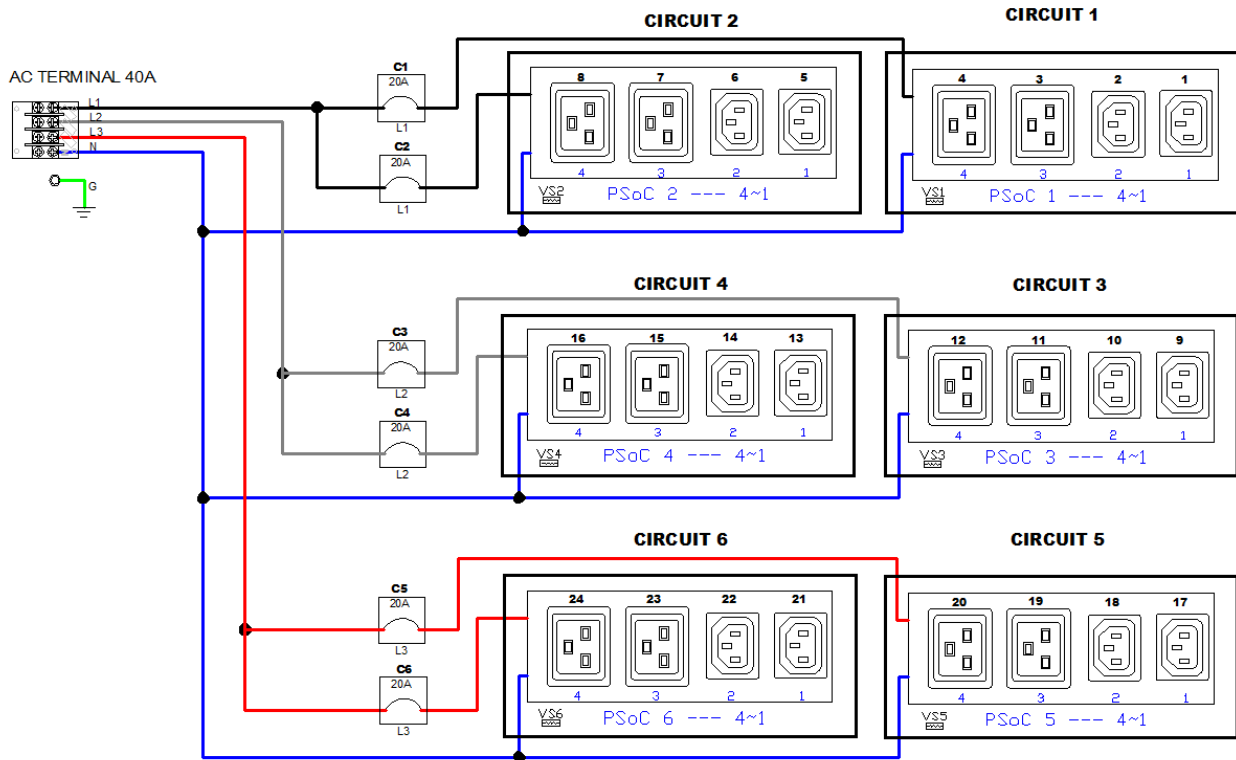 CIRCUIT 2
CIRCUIT 1
AC TERMINAL 40A
C1
20A
L1
L1
L2
L3
N
G
C2
20A
L1
8 7 6 5
4 3 2 1
VS2
PSoC 2 --- 4~1
4 3 2 1
4 3 2 1
VS1
PSoC 1 --- 4~1
CIRCUIT 4
CIRCUIT 3
C3
20A
L2
C4
20A
L2
16 15 14 13
4 3 2 1
VS4
PSoC 4 --- 4~1
12 11 10 9
4 3 2 1
VS3
PSoC 3 --- 4~1
CIRCUIT 6
CIRCUIT 5
C5
20A
L3
C6
20A
L3
24 23 22 21
4 3 2 1
VS6
PSoC 6 --- 4~1
20 19 18 17
4 3 2 1
VS5
PSoC 5 --- 4~1